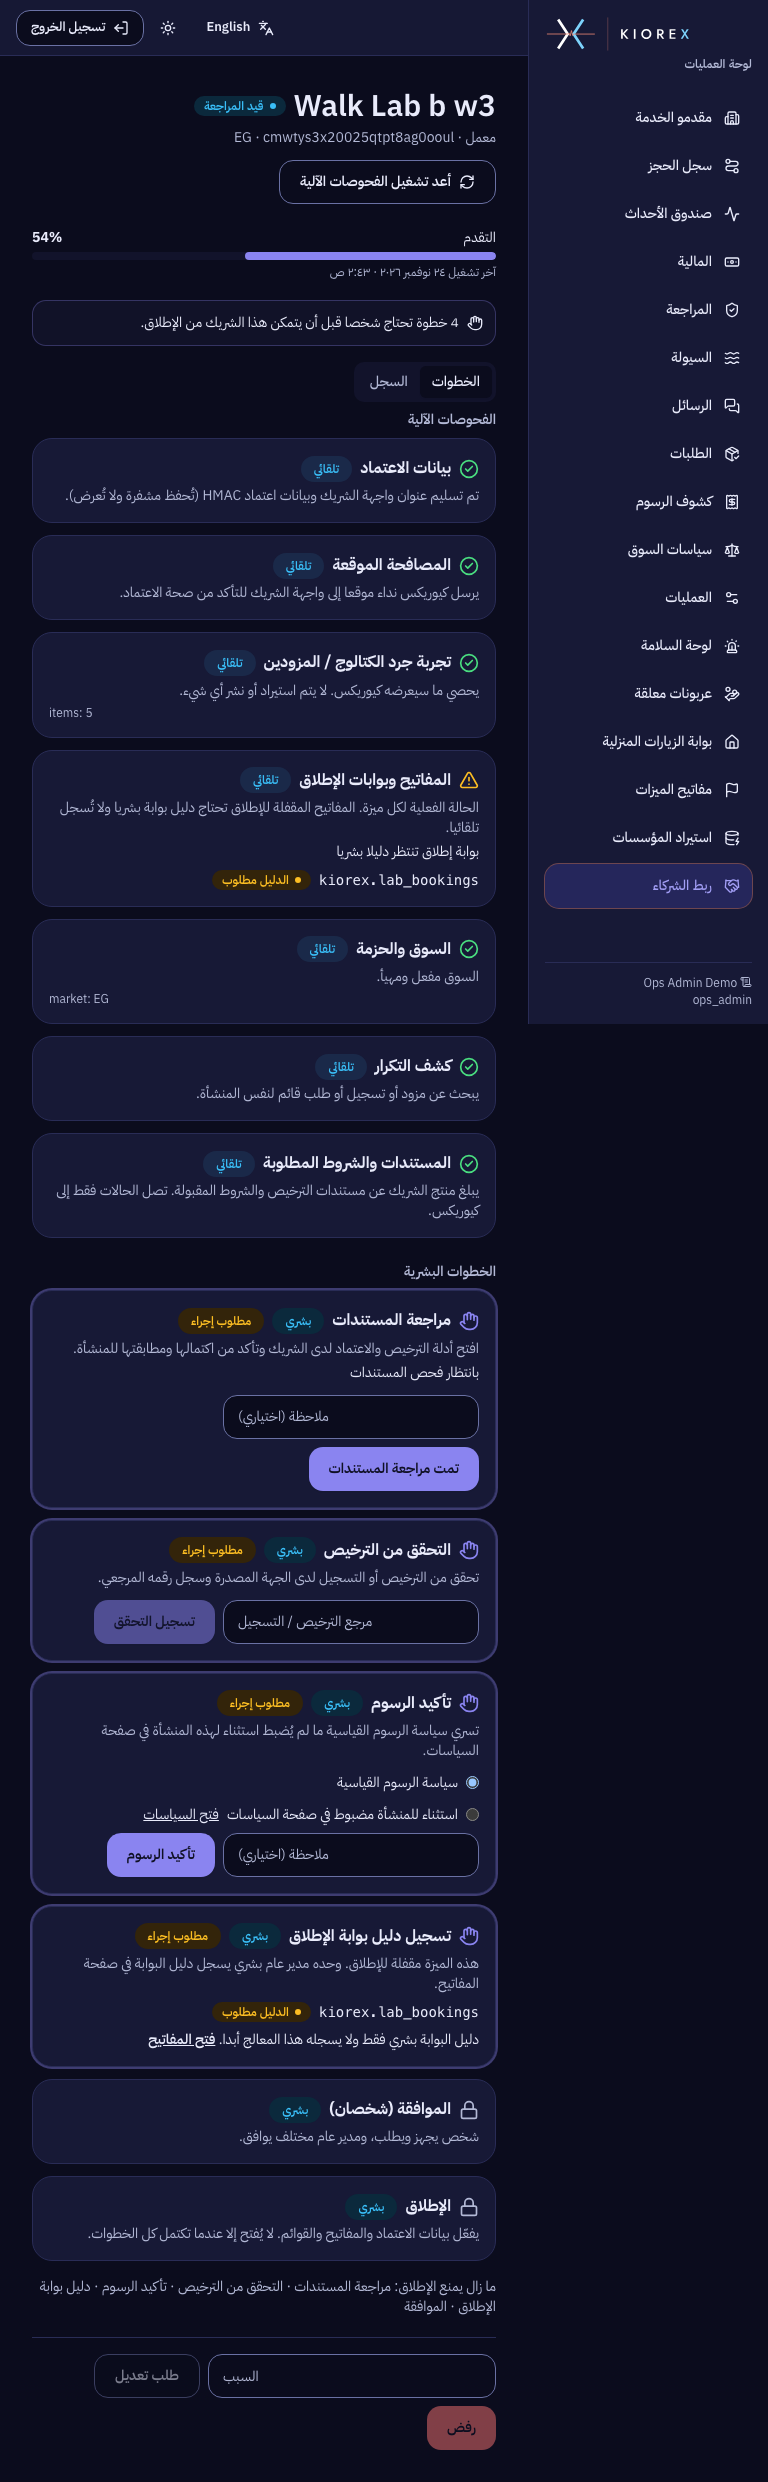 KIOREX
لوحة العمليات
مقدمو الخدمة
سجل الحجز
صندوق الأحداث
المالية
المراجعة
السيولة
الرسائل
الطلبات
كشوف الرسوم
سياسات السوق
العمليات
لوحة السلامة
عربونات معلقة
بوابة الزيارات المنزلية
مفاتيح الميزات
استيراد المؤسسات
ربط الشركاء
Ops Admin Demo
ops_admin
English
تسجيل الخروج
Walk Lab b w3 قيد المراجعة
معمل · EG · cmwtys3x20025qtpt8ag0ooul
أعد تشغيل الفحوصات الآلية
التقدم 54%
آخر تشغيل ٢٤ نوفمبر ٢٠٢٦ · ٢:٤٣ ص
4 خطوة تحتاج شخصا قبل أن يتمكن هذا الشريك من الإطلاق.
الخطوات السجل
الفحوصات الآلية
بيانات الاعتماد تلقائي
تم تسليم عنوان واجهة الشريك وبيانات اعتماد HMAC (تُحفظ مشفرة ولا تُعرض).
المصافحة الموقعة تلقائي
يرسل كيوريكس نداء موقعا إلى واجهة الشريك للتأكد من صحة الاعتماد.
تجربة جرد الكتالوج / المزودين تلقائي
يحصي ما سيعرضه كيوريكس. لا يتم استيراد أو نشر أي شيء.
items: 5
المفاتيح وبوابات الإطلاق تلقائي
الحالة الفعلية لكل ميزة. المفاتيح المقفلة للإطلاق تحتاج دليل بوابة بشريا ولا تُسجل
تلقائيا.
بوابة إطلاق تنتظر دليلا بشريا
kiorex.lab_bookings الدليل مطلوب
السوق والحزمة تلقائي
السوق مفعل ومهيأ.
market: EG
كشف التكرار تلقائي
يبحث عن مزود أو تسجيل أو طلب قائم لنفس المنشأة.
المستندات والشروط المطلوبة تلقائي
يبلغ منتج الشريك عن مستندات الترخيص والشروط المقبولة. تصل الحالات فقط إلى
كيوريكس.
الخطوات البشرية
مراجعة المستندات بشري مطلوب إجراء
افتح أدلة الترخيص والاعتماد لدى الشريك وتأكد من اكتمالها ومطابقتها للمنشأة.
بانتظار فحص المستندات
ملاحظة (اختياري)
تمت مراجعة المستندات
التحقق من الترخيص بشري مطلوب إجراء
تحقق من الترخيص أو التسجيل لدى الجهة المصدرة وسجل رقمه المرجعي.
مرجع الترخيص / التسجيل تسجيل التحقق
تأكيد الرسوم بشري مطلوب إجراء
تسري سياسة الرسوم القياسية ما لم يُضبط استثناء لهذه المنشأة في صفحة
السياسات.
سياسة الرسوم القياسية
استثناء للمنشأة مضبوط في صفحة السياسات فتح السياسات
ملاحظة (اختياري) تأكيد الرسوم
تسجيل دليل بوابة الإطلاق بشري مطلوب إجراء
هذه الميزة مقفلة للإطلاق. وحده مدير عام بشري يسجل دليل البوابة في صفحة
المفاتيح.
kiorex.lab_bookings الدليل مطلوب
دليل البوابة بشري فقط ولا يسجله هذا المعالج أبدا. فتح المفاتيح
الموافقة (شخصان) بشري
شخص يجهز ويطلب، ومدير عام مختلف يوافق.
الإطلاق بشري
يفعّل بيانات الاعتماد والمفاتيح والقوائم. لا يُفتح إلا عندما تكتمل كل الخطوات.
ما زال يمنع الإطلاق: مراجعة المستندات · التحقق من الترخيص · تأكيد الرسوم · دليل بوابة
الإطلاق · الموافقة
السبب طلب تعديل
رفض